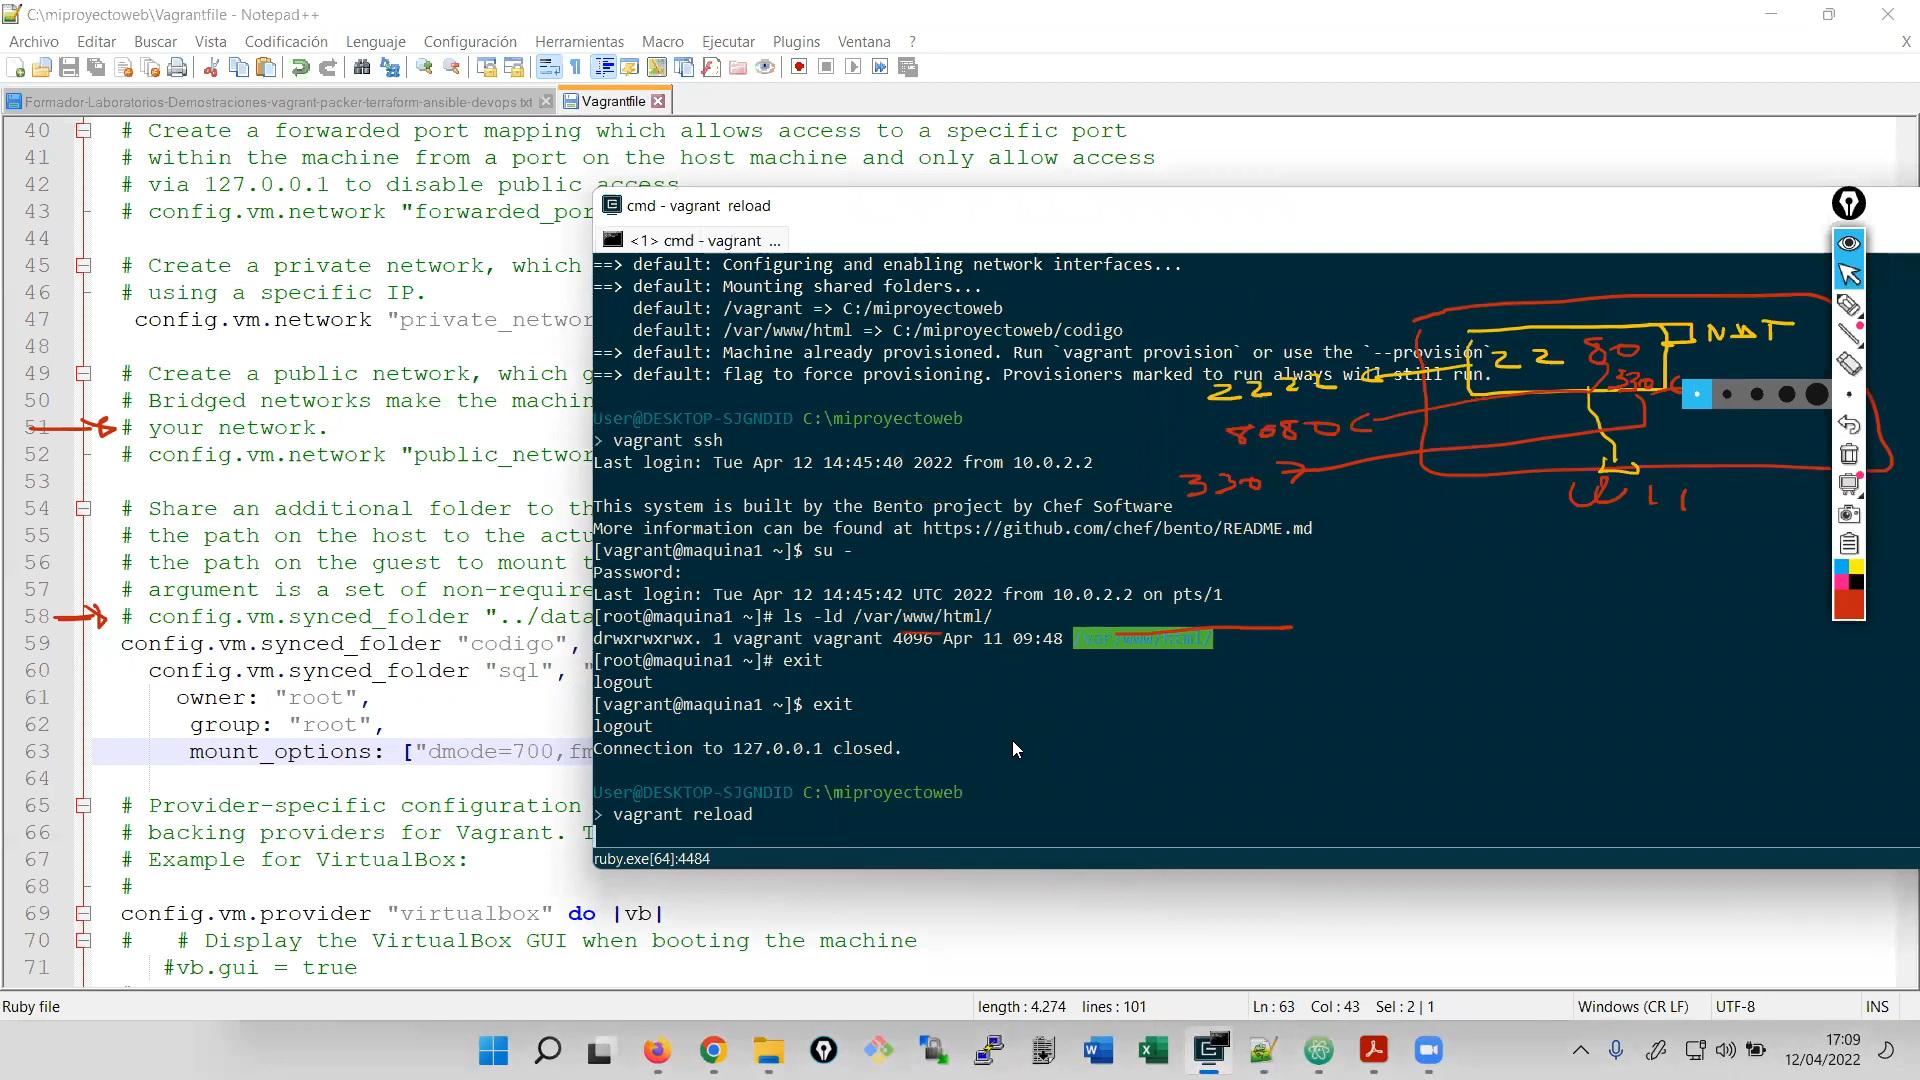 C:\miproyectoweb\Vagrantfile - Notepad++
Archivo Editar Buscar Vista Codificación Lenguaje Configuración Herramientas Macro Ejecutar Plugins Ventana ?
X
Formador-Laboratorios-Demostraciones-vagrant-packer-terraform-ansible-devops.txt
Vagrantfile
40 # Create a forwarded port mapping which allows access to a specific port
41 # within the machine from a port on the host machine and only allow access
42 # via 127.0.0.1 to disable public access
43 # config.vm.network "forwarded_por
44
45 # Create a private network, which
46 # using a specific IP.
47 config.vm.network "private_networ
48
49 # Create a public network, which g
50 # Bridged networks make the machin
51 # your network.
52 # config.vm.network "public_networ
53
54 # Share an additional folder to th
55 # the path on the host to the actu
56 # the path on the guest to mount t
57 # argument is a set of non-require
58 # config.vm.synced_folder "../data
59 config.vm.synced_folder "codigo",
60 config.vm.synced_folder "sql", "
61 owner: "root",
62 group: "root",
63 mount_options: ["dmode=700,fm
64
65 # Provider-specific configuration
66 # backing providers for Vagrant. T
67 # Example for VirtualBox:
68 #
69 config.vm.provider "virtualbox" do |vb|
70 # # Display the VirtualBox GUI when booting the machine
71 #vb.gui = true
cmd - vagrant reload
<1> cmd - vagrant ...
==> default: Configuring and enabling network interfaces...
==> default: Mounting shared folders...
default: /vagrant => C:/miproyectoweb
default: /var/www/html => C:/miproyectoweb/codigo
==> default: Machine already provisioned. Run `vagrant provision` or use the `--provision`
==> default: flag to force provisioning. Provisioners marked to run always will still run.
User@DESKTOP-SJGNDID C:\miproyectoweb
> vagrant ssh
Last login: Tue Apr 12 14:45:40 2022 from 10.0.2.2
This system is built by the Bento project by Chef Software
More information can be found at https://github.com/chef/bento/README.md
[vagrant@maquina1 ~]$ su -
Password:
Last login: Tue Apr 12 14:45:42 UTC 2022 from 10.0.2.2 on pts/1
[root@maquina1 ~]# ls -ld /var/www/html/
drwxrwxrwx. 1 vagrant vagrant 4096 Apr 11 09:48 /var/www/html/
[root@maquina1 ~]# exit
logout
[vagrant@maquina1 ~]$ exit
logout
Connection to 127.0.0.1 closed.
User@DESKTOP-SJGNDID C:\miproyectoweb
> vagrant reload
ruby.exe[64]:4484
NAT
22 80
2222
330
8080
330
Ruby file length : 4.274 lines : 101 Ln : 63 Col : 43 Sel : 2 | 1 Windows (CR LF) UTF-8 INS
17:09
12/04/2022